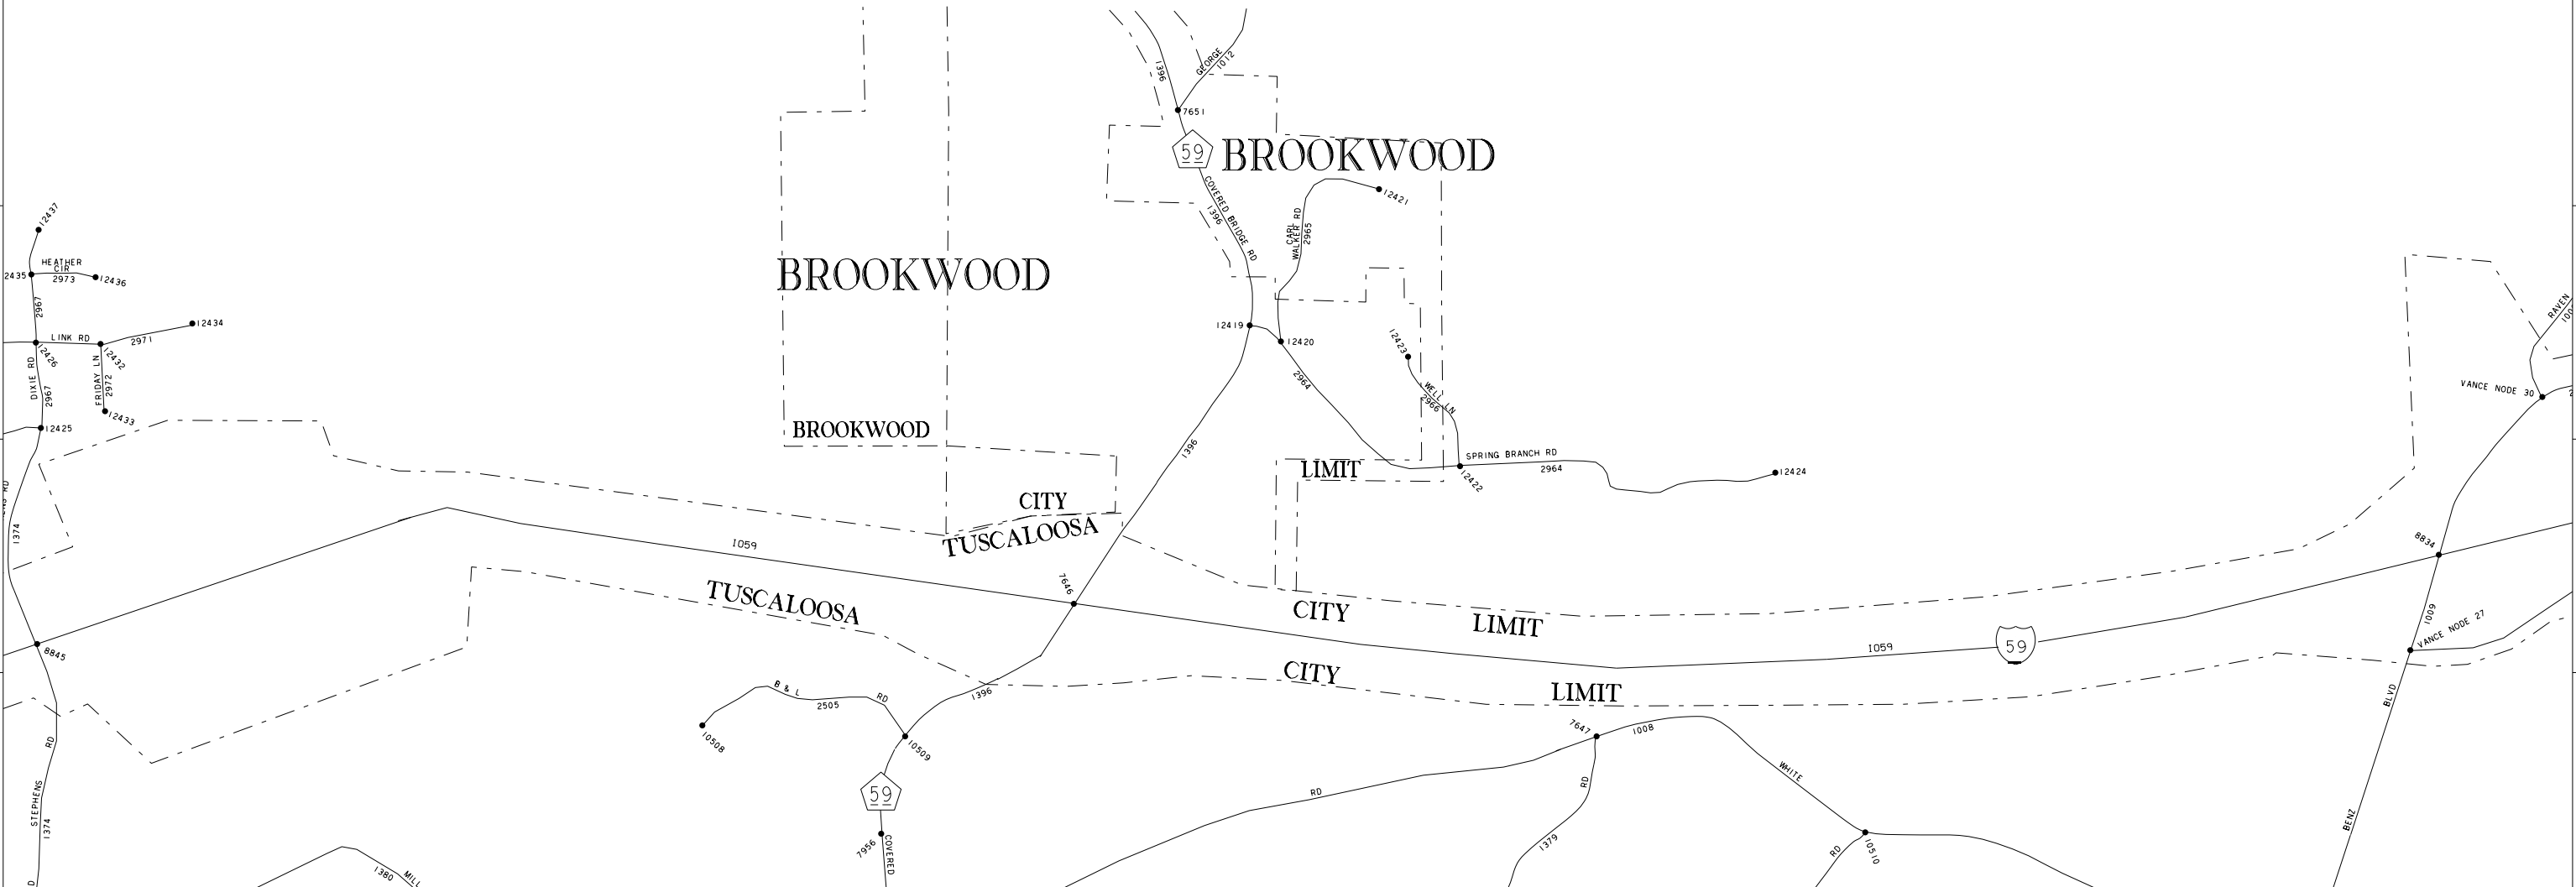 GEORGE
1012
1396
7651
59
BROOKWOOD
COVERED BRIDGE RD
1396
12421
CARL
WALKER RD
2965
12437
HEATHER
CIR
2435
2973
12436
BROOKWOOD
2967
RAVEN
12434
LINK RD
2971
12426
12432
12419
12420
12423
DIXIE RD
2967
FRIDAY LN
2972
12433
2964
WELL LN
2966
VANCE NODE 30
12425
BROOKWOOD
1396
LIMIT
SPRING BRANCH RD
2964
12422
12424
CITY
TUSCALOOSA
1374
1059
8834
7646
TUSCALOOSA
CITY
LIMIT
1009
VANCE NODE 27
8845
1059
59
CITY
LIMIT
B & L
RD
2505
1396
BLVD
10508
10509
7647
1008
RD
WHITE
RD
59
RD
STEPHENS
1374
BENZ
7956
COVERED
1379
RD
10510
1380
MILL
D